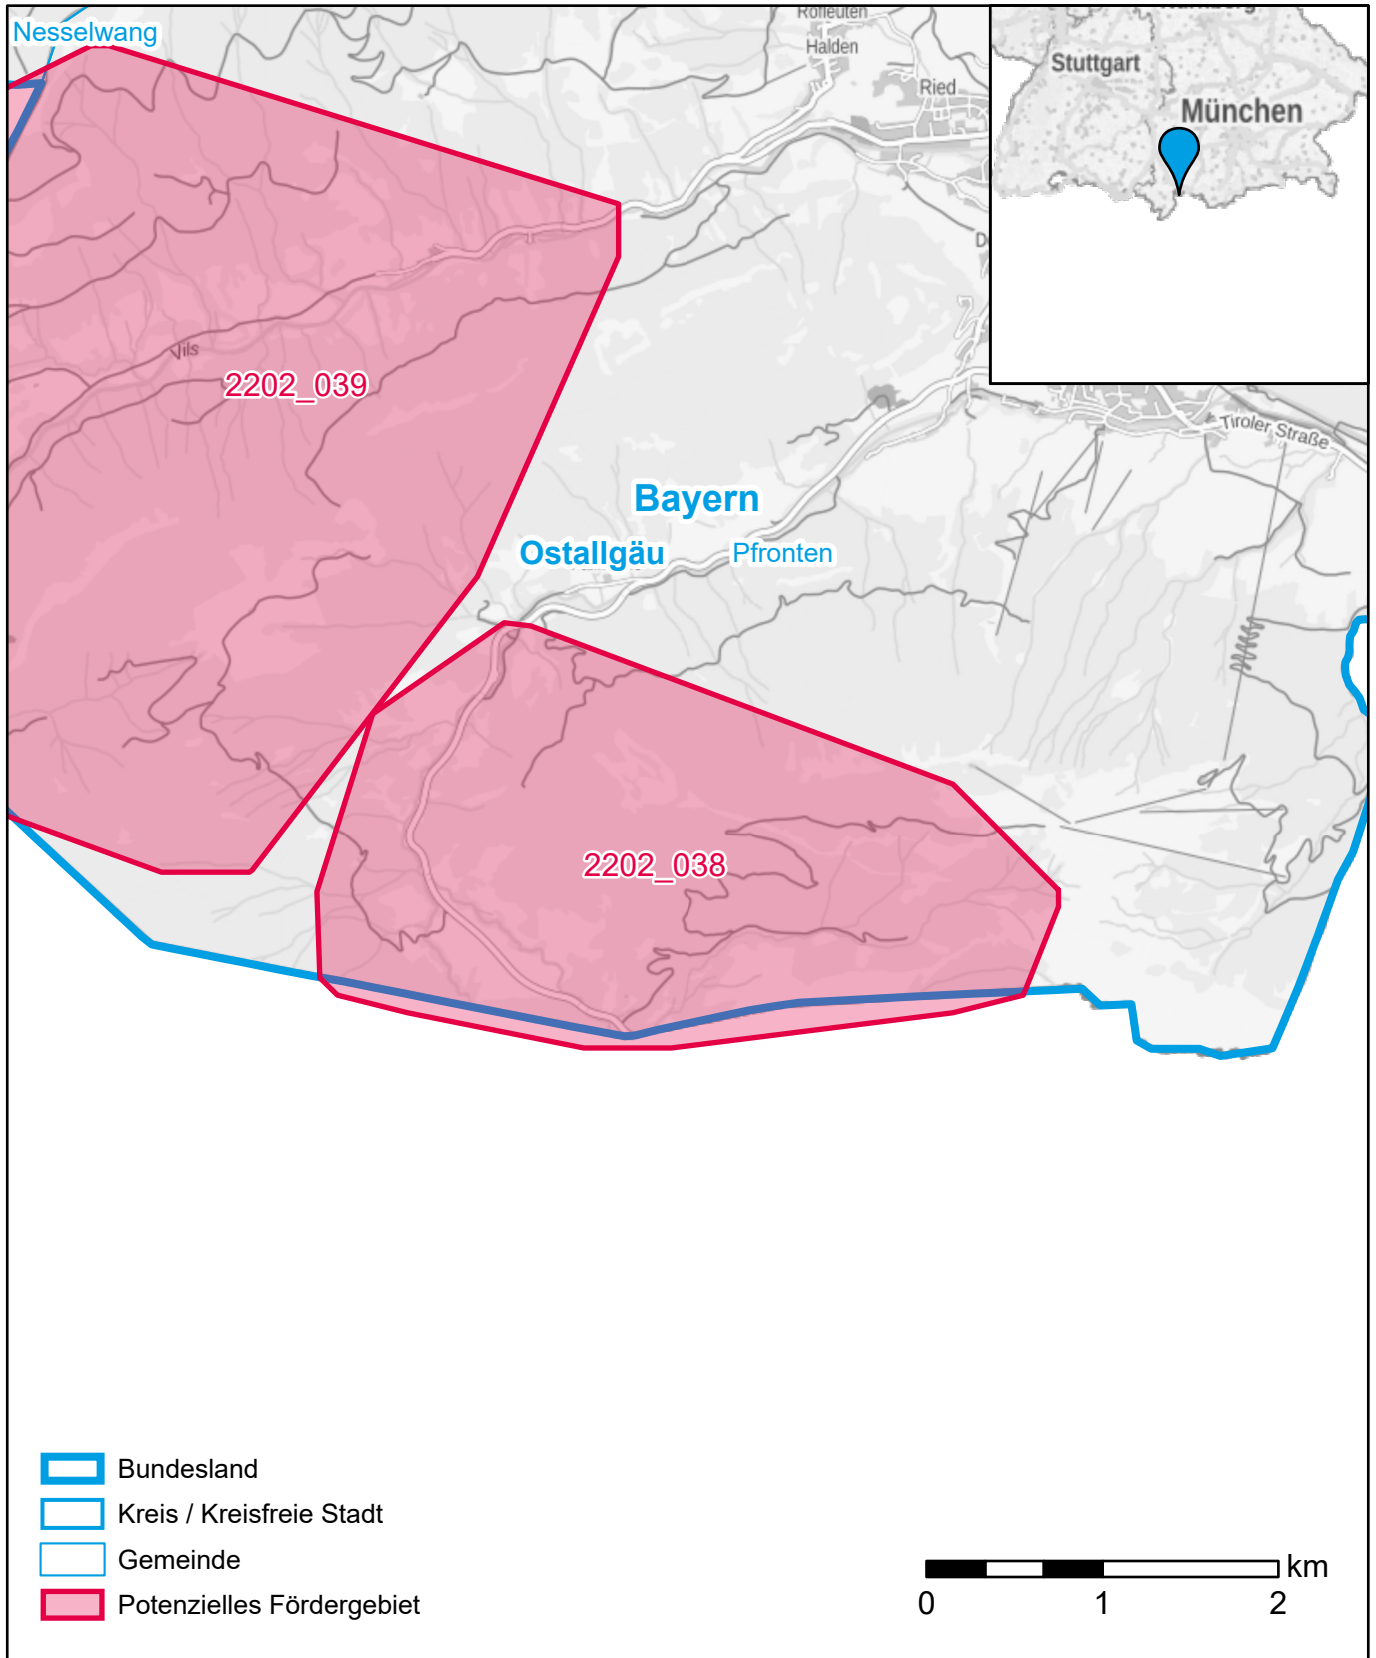 Nesselwang
Rofleuten
Halden
Ried
Stuttgart
München
Vils
2202_039
Tiroler Straße
Bayern
Ostallgäu
Pfronten
2202_038
Bundesland
Kreis / Kreisfreie Stadt
Gemeinde
Potenzielles Fördergebiet
km
0 1 2